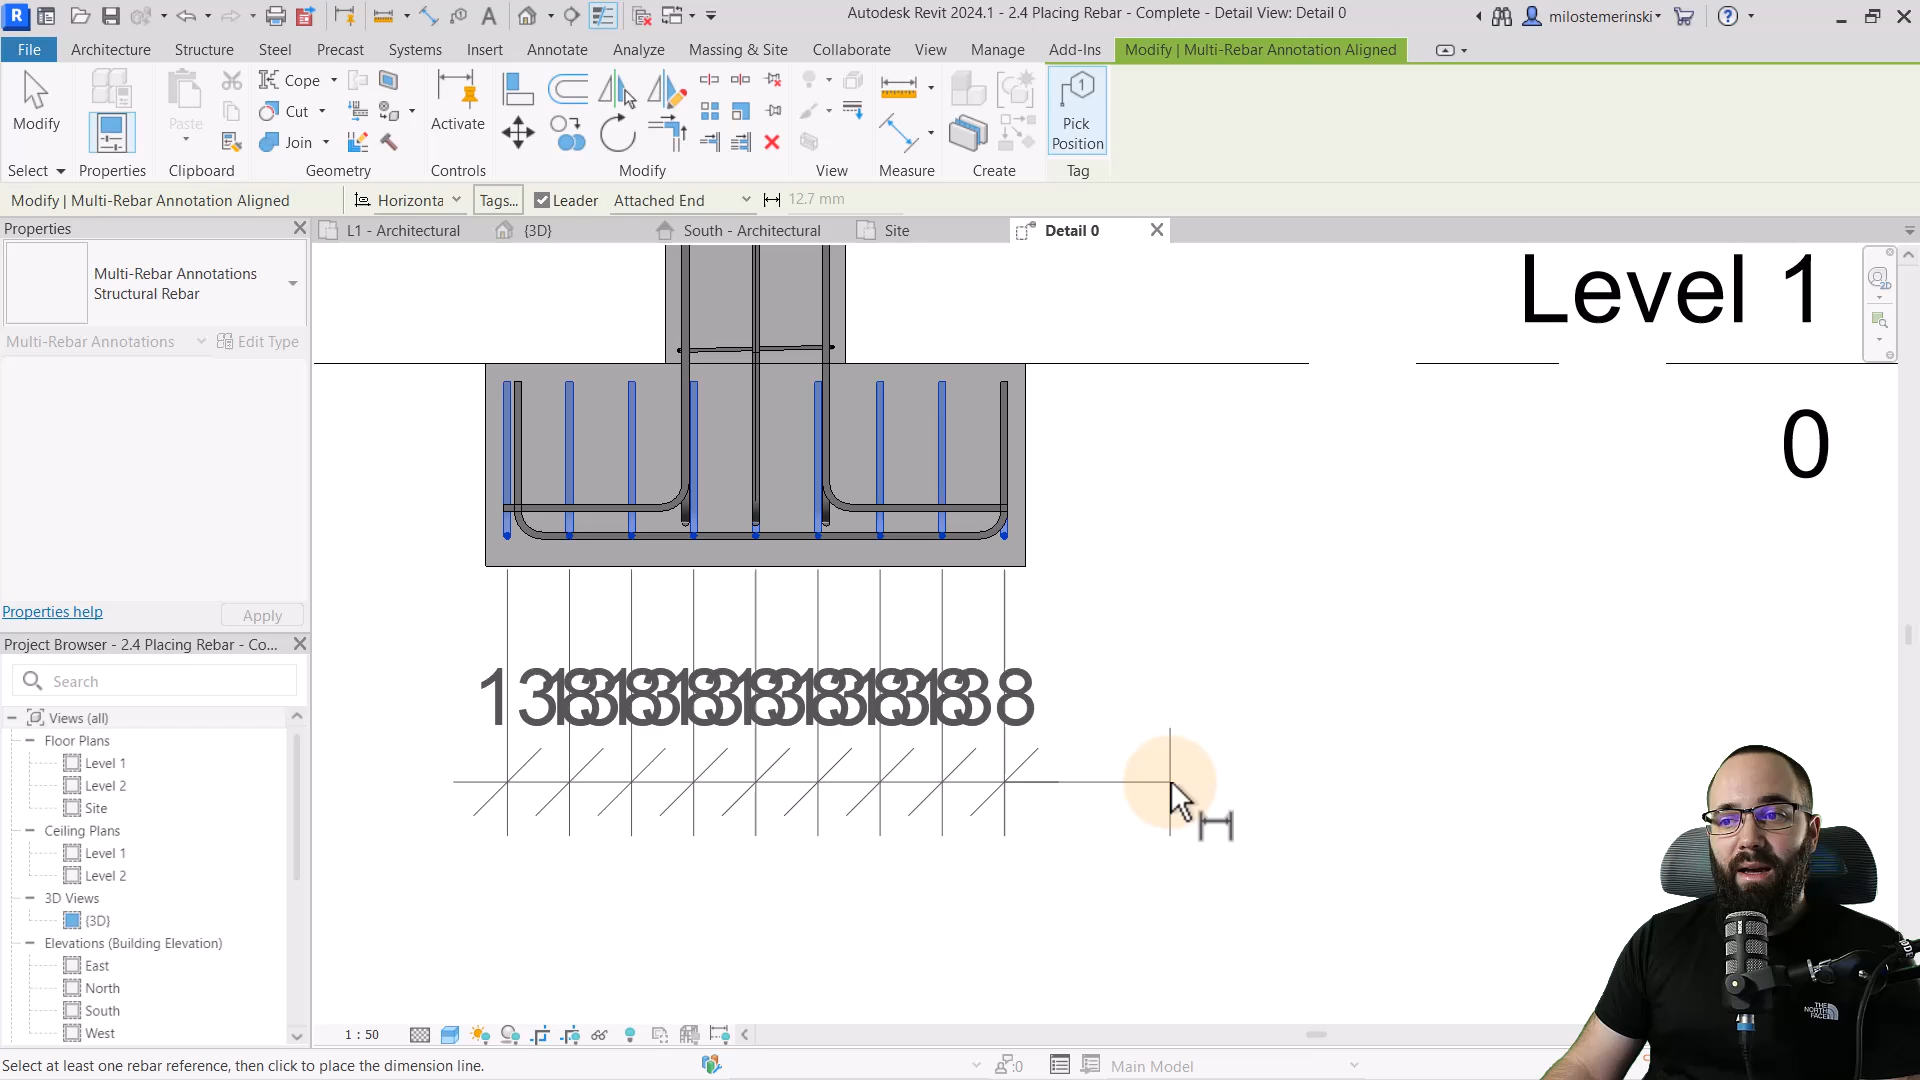 R
Autodesk Revit 2024.1 - 2.4 Placing Rebar - Complete - Detail View: Detail 0
milostemerinski
File Architecture Structure Steel Precast Systems Insert Annotate Analyze Massing & Site Collaborate View Manage Add-Ins Modify | Multi-Rebar Annotation Aligned
Modify
Paste
Cope
Cut
Join
Activate
1
Pick
Position
Select Properties Clipboard Geometry Controls Modify View Measure Create Tag
Modify | Multi-Rebar Annotation Aligned
Horizonta
Tags...
Leader
Attached End
12.7 mm
Properties
L1 - Architectural
{3D}
South - Architectural
Site
Detail 0
Multi-Rebar Annotations
Structural Rebar
Multi-Rebar Annotations
Edit Type
Properties help
Apply
Level 1
0
2D
Project Browser - 2.4 Placing Rebar - Co...
Search
Views (all)
Floor Plans
Level 1
Level 2
Site
Ceiling Plans
Level 1
Level 2
3D Views
{3D}
Elevations (Building Elevation)
East
North
South
West
1 : 50
Select at least one rebar reference, then click to place the dimension line.
:0
Main Model
THE
NORTH
FACE